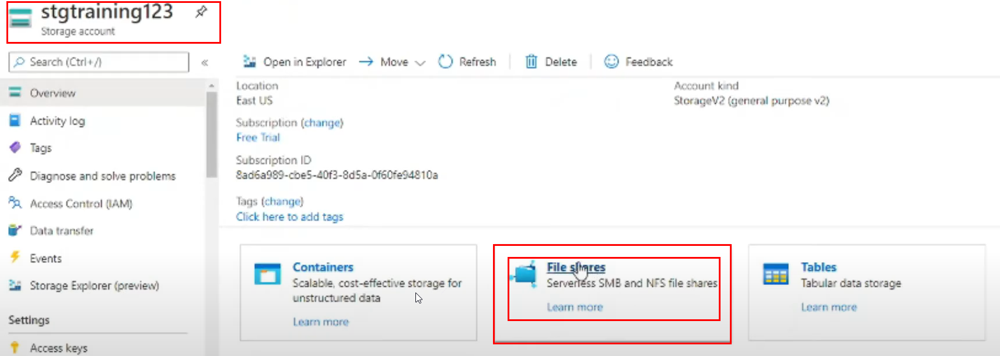 stgtraining123
Storage account
Search (Ctrl+/)
«
Overview
Activity log
Tags
Diagnose and solve problems
Access Control (IAM)
Data transfer
Events
Storage Explorer (preview)
Settings
Access keys
Open in Explorer Move Refresh Delete Feedback
Location
East US
Subscription (change)
Free Trial
Subscription ID
8ad6a989-cbe5-40f3-8d5a-0f60fe94810a
Tags (change)
Click here to add tags
Account kind
StorageV2 (general purpose v2)
Containers
Scalable, cost-effective storage for
unstructured data
Learn more
File shares
Serverless SMB and NFS file shares
Learn more
Tables
Tabular data storage
Learn more